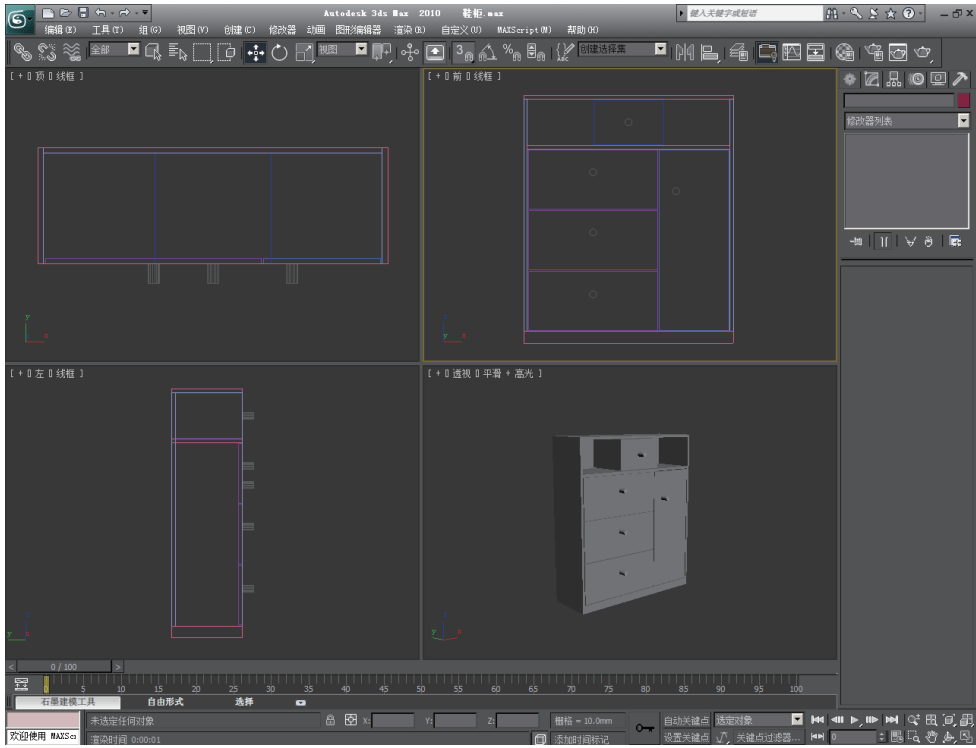 Autodesk 3ds Max 2010 鞋柜.max
键入关键字或短语
编辑(E) 工具(T) 组(G) 视图(V) 创建(C) 修改器 动画 图形编辑器 渲染(R) 自定义(U) MAXScript(M) 帮助(H)
全部 视图 3 创建选择集
[ + 0 顶 0 线框 ]
[ + 0 前 0 线框 ]
修改器列表
y
x
[ + 0 左 0 线框 ]
[ + 0 透视 0 平滑 + 高光 ]
< 0 / 100 >
5 10 15 20 25 30 35 40 45 50 55 60 65 70 75 80 85 90 95 100
石墨建模工具 自由形式 选择
未选定任何对象 X: Y: Z: 栅格 = 10.0mm 自动关键点 选定对象
欢迎使用 MAXSc 渲染时间 0:00:01 添加时间标记 设置关键点 关键点过滤器... 0